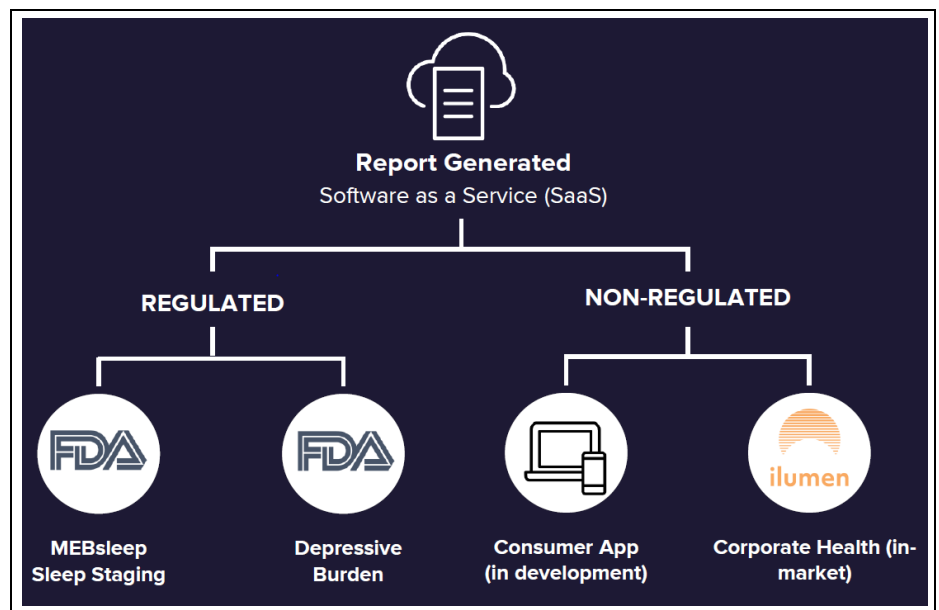 Report Generated
Software as a Service (SaaS)
REGULATED
NON-REGULATED
FDA
FDA
ilumen
MEBsleep
Sleep Staging
Depressive
Burden
Consumer App
(in development)
Corporate Health (in-
market)